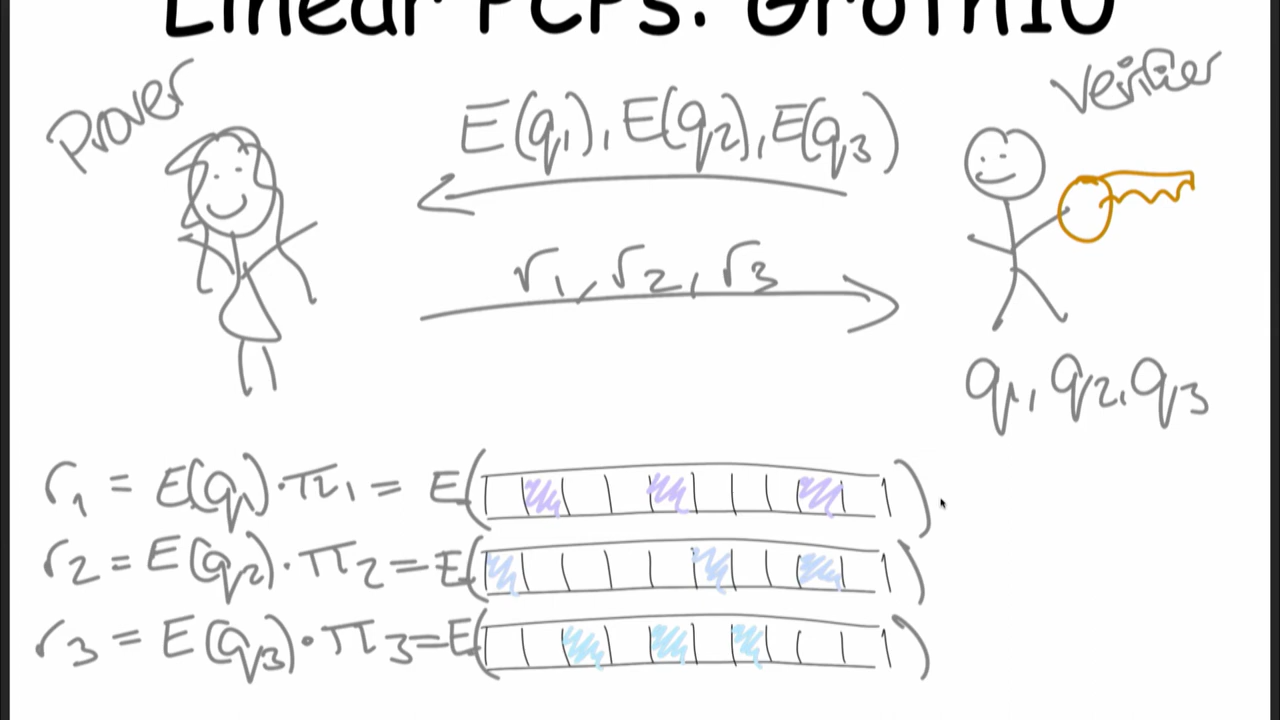 Linear PCPs: Groth10
Prover
Verifier
E(q1), E(q2), E(q3)
r1, r2, r3
q1, q2, q3
r1 = E(q1) · π1 = E( ) ·
r2 = E(q2) · π2 = E( )
r3 = E(q3) · π3 = E( )